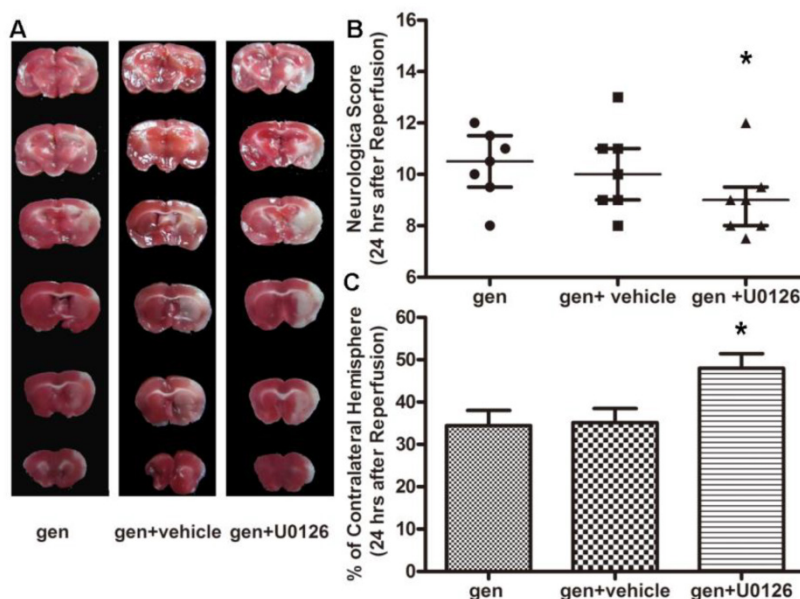 A
gen
gen+vehicle
gen+U0126
B
Neurologica Score
(24 hrs after Reperfusion)
16
14
12
10
8
6
*
gen
gen+ vehicle
gen +U0126
C
% of Contralateral Hemisphere
(24 hrs after Reperfusion)
60
50
40
30
20
10
0
*
gen
gen+vehicle
gen+U0126